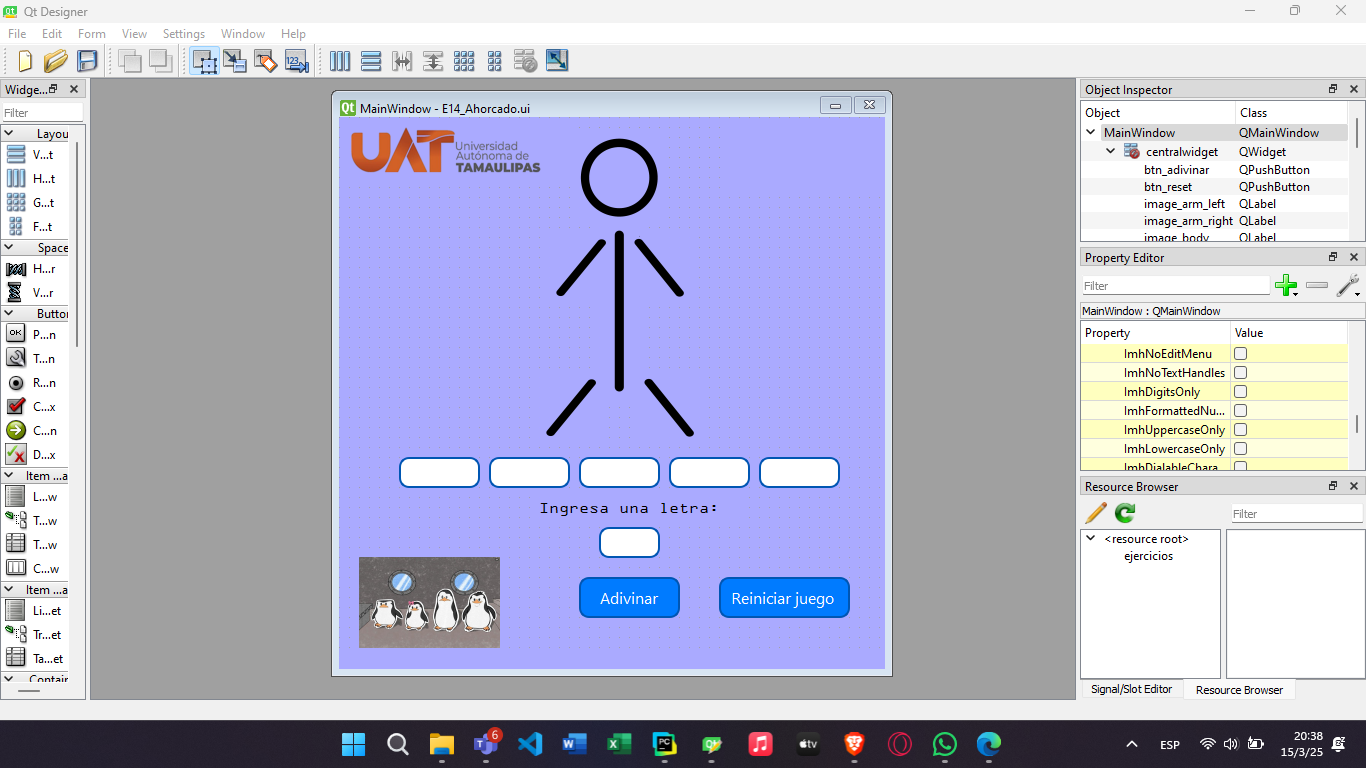 Qt Designer
File Edit Form View Settings Window Help
Widge...
Filter
Layou
V...t
H...t
G...t
F...t
Space
H...r
V...r
Button
P...n
T...n
R...n
C...x
C...n
D...x
Item ...a
L...w
T...w
T...w
C...w
Item ...a
Li...et
Tr...et
Ta...et
Contain
Qt MainWindow - E14_Ahorcado.ui
UAT Universidad
Autónoma de
TAMAULIPAS
Ingresa una letra:
Adivinar Reiniciar juego
Object Inspector
Object Class
MainWindow QMainWindow
centralwidget QWidget
btn_adivinar QPushButton
btn_reset QPushButton
image_arm_left QLabel
image_arm_right QLabel
image_body QLabel
Property Editor
Filter
MainWindow : QMainWindow
Property Value
ImhNoEditMenu
ImhNoTextHandles
ImhDigitsOnly
ImhFormattedNu...
ImhUppercaseOnly
ImhLowercaseOnly
ImhDialableChara
Resource Browser
Filter
<resource root>
ejercicios
Signal/Slot Editor Resource Browser
6
ESP
20:38
15/3/25